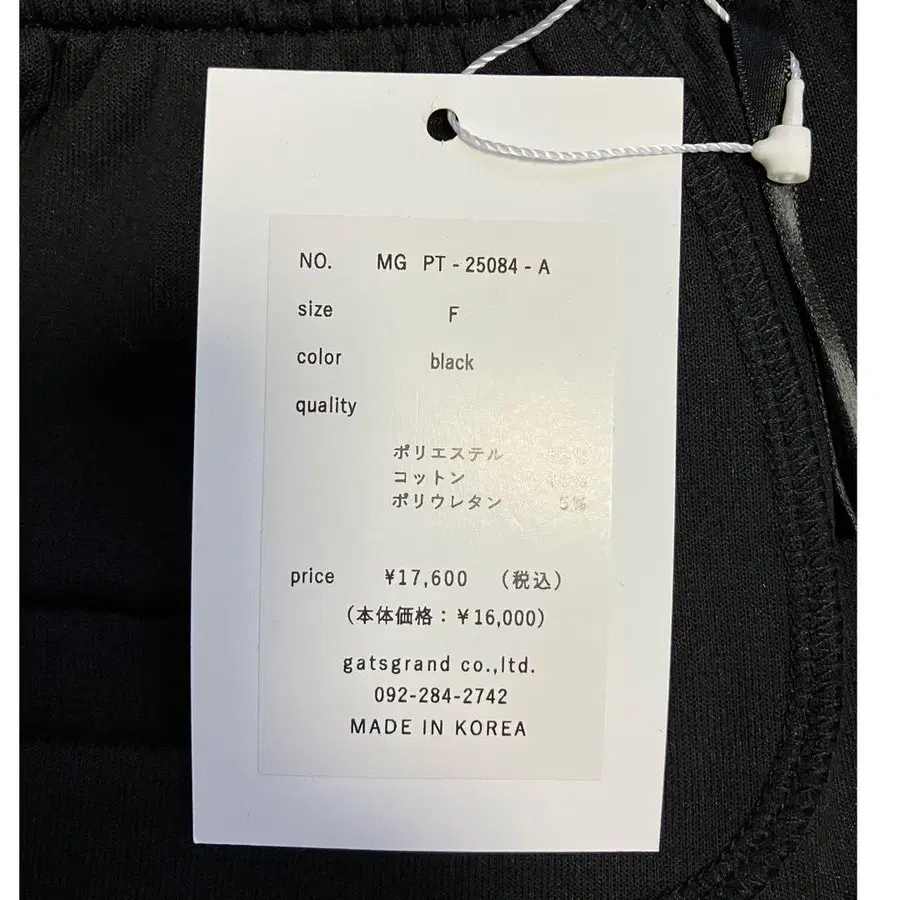 NO. MG PT-25084-A
size F
color black
quality
ポリエステル
コットン
ポリウレタン 5%
price ¥17,600 (税込)
(本体価格：¥16,000)
gatsgrand co.,ltd.
092-284-2742
MADE IN KOREA